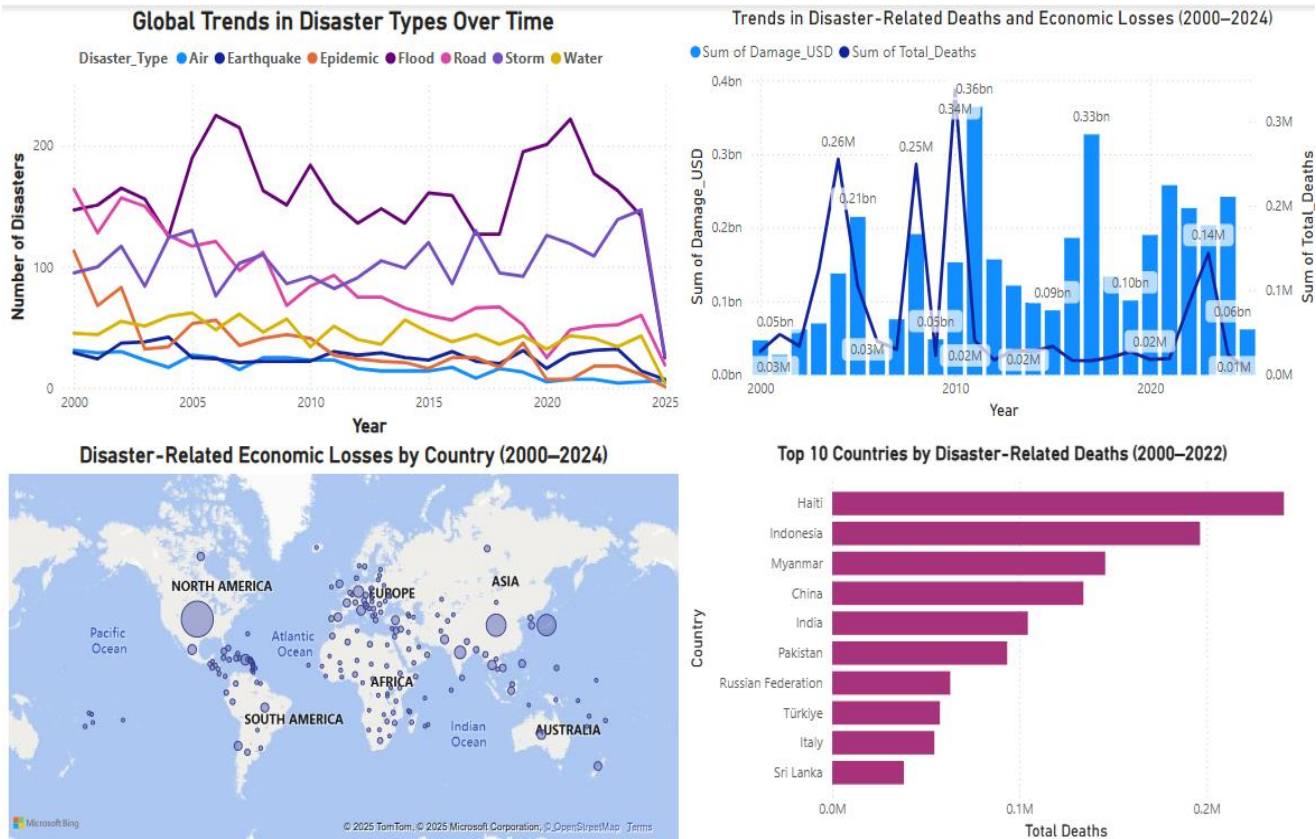 Global Trends in Disaster Types Over Time
Disaster_Type Air Earthquake Epidemic Flood Road Storm Water
Number of Disasters
200
100
0
2000 2005 2010 2015 2020 2025
Year
Trends in Disaster-Related Deaths and Economic Losses (2000–2024)
Sum of Damage_USD Sum of Total_Deaths
Sum of Damage_USD
0.4bn
0.3bn
0.2bn
0.1bn
0.0bn
0.05bn
0.03M
0.26M
0.21bn
0.03M
0.25M
0.05bn
0.34M
0.36bn
0.02M
0.02M
0.09bn
0.33bn
0.10bn
0.02M
0.14M
0.06bn
0.01M
0.3M
0.2M
0.1M
0.0M
Sum of Total_Deaths
2000 2010 2020
Year
Disaster-Related Economic Losses by Country (2000–2024)
NORTH AMERICA
EUROPE
ASIA
Pacific
Ocean
Atlantic
Ocean
AFRICA
SOUTH AMERICA
Indian
Ocean
AUSTRALIA
Microsoft Bing
© 2025 TomTom, © 2025 Microsoft Corporation, © OpenStreetMap Terms
Top 10 Countries by Disaster-Related Deaths (2000–2022)
Country
Haiti
Indonesia
Myanmar
China
India
Pakistan
Russian Federation
Türkiye
Italy
Sri Lanka
0.0M 0.1M 0.2M
Total Deaths